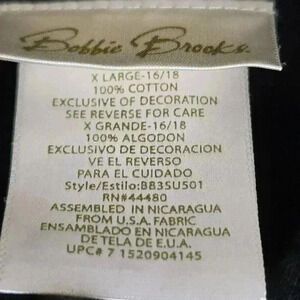 Bobbie Brooks.
X LARGE-16/18
100% COTTON
EXCLUSIVE OF DECORATION
SEE REVERSE FOR CARE
X GRANDE-16/18
100% ALGODON
EXCLUSIVO DE DECORACION
VE EL REVERSO
PARA EL CUIDADO
Style/Estilo:BB3SUS01
RN#44480
ASSEMBLED IN NICARAGUA
FROM U.S.A. FABRIC
ENSAMBLADO EN NICARAGUA
DE TELA DE E.U.A.
UPC# 7 1520904145